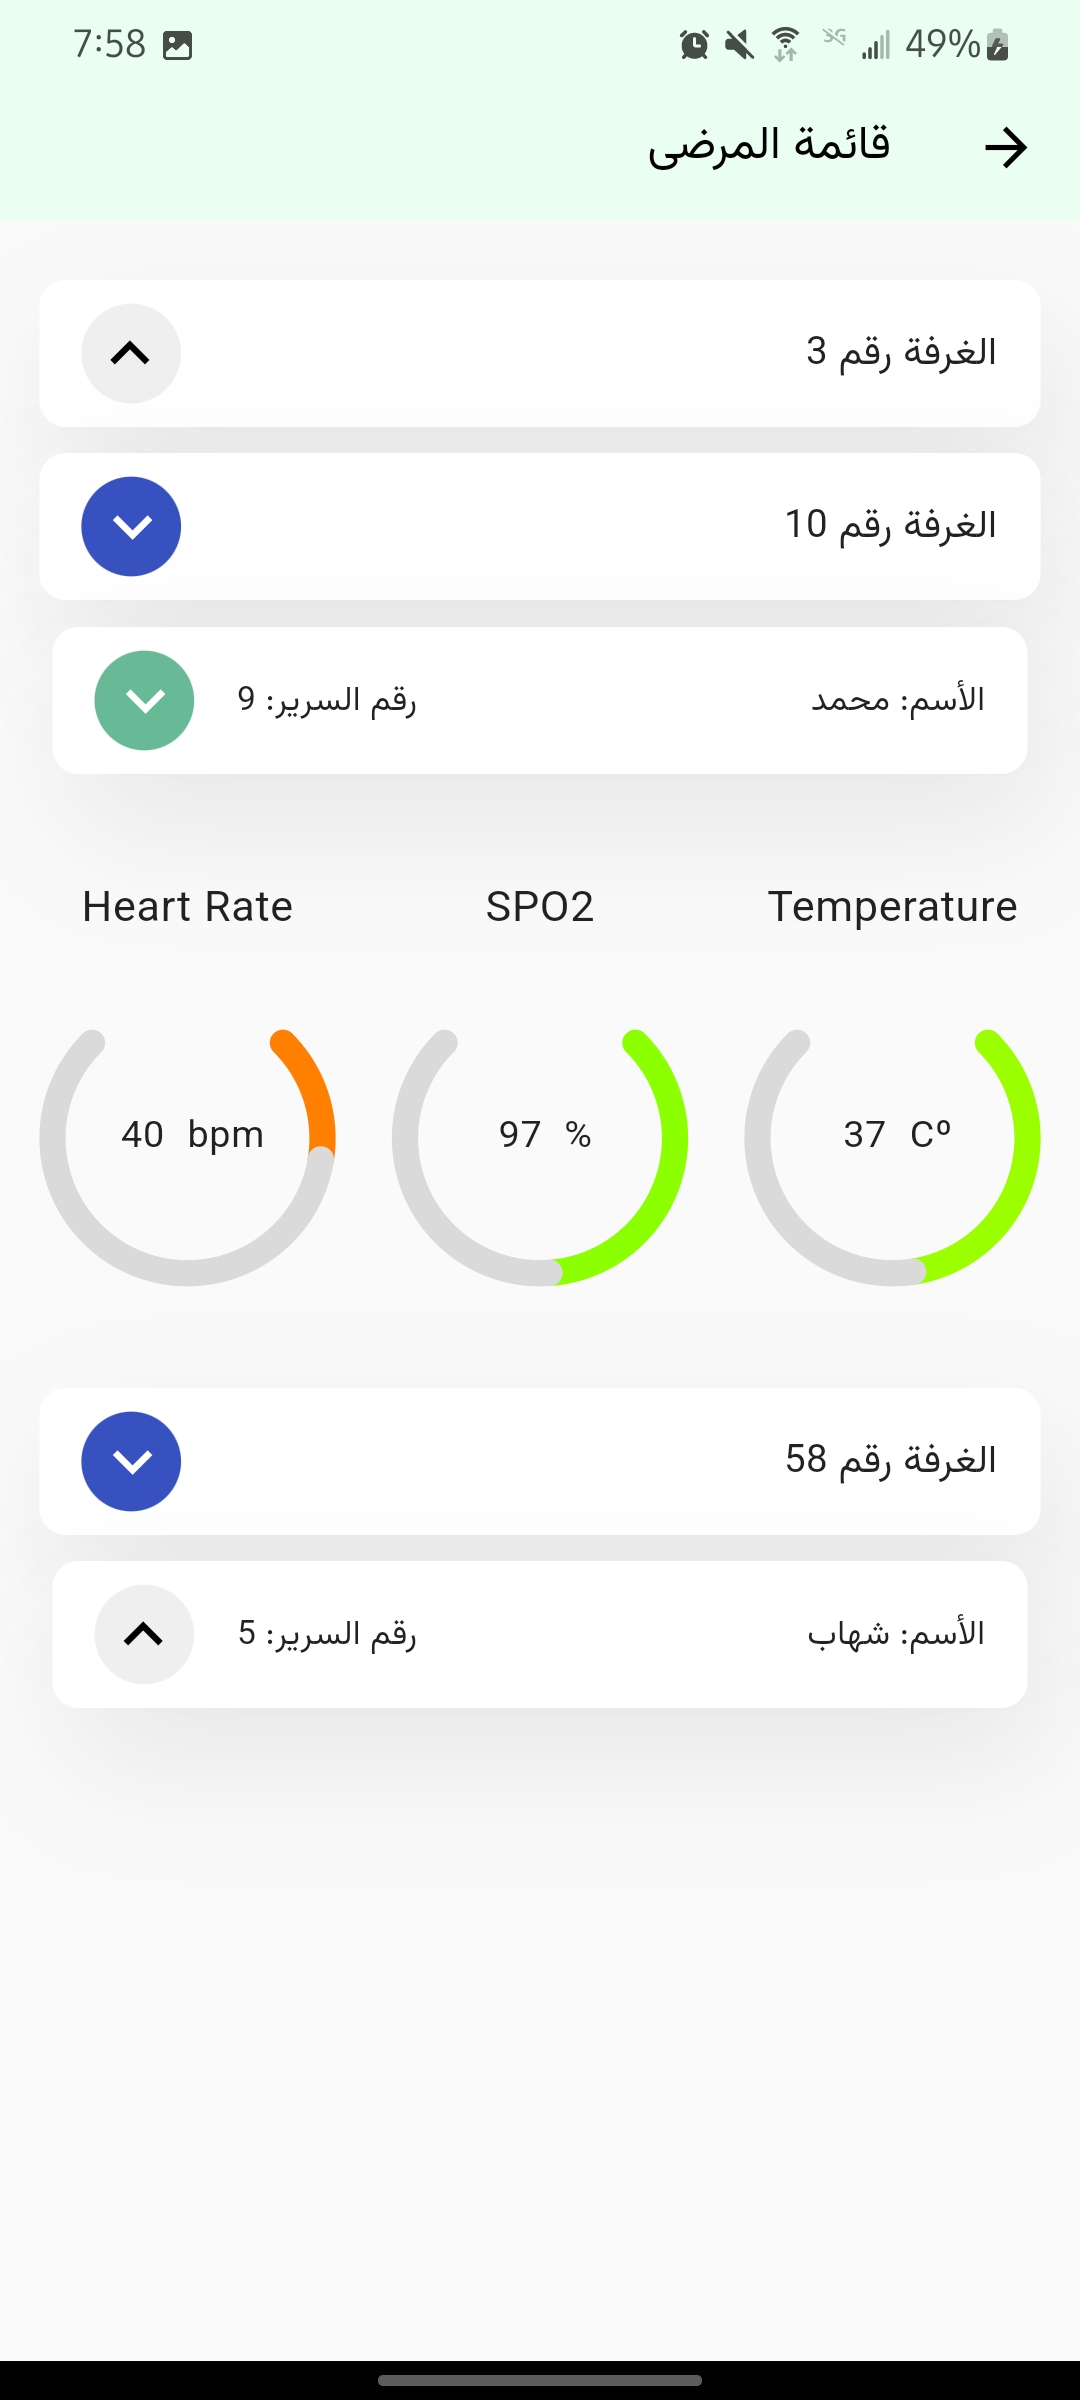 7:58 49%
قائمة المرضى
الغرفة رقم 3
الغرفة رقم 10
الأسم: محمد رقم السرير: 9
Heart Rate SPO2 Temperature
40 bpm 97 % 37 Cº
الغرفة رقم 58
الأسم: شهاب رقم السرير: 5